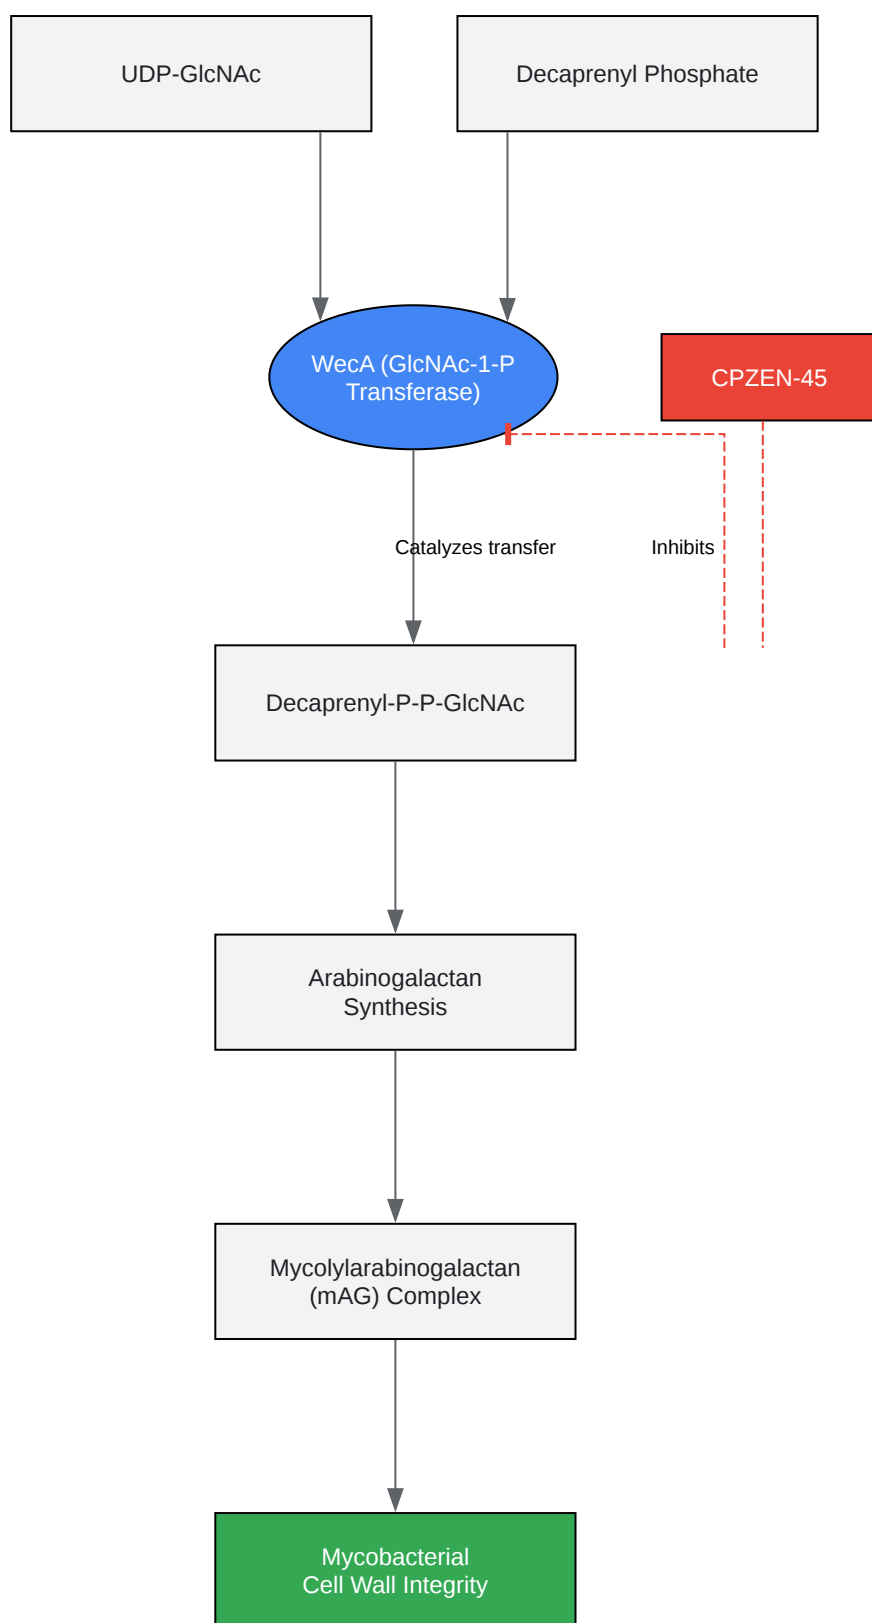 UDP-GlcNAc
Decaprenyl Phosphate
WecA (GlcNAc-1-P
Transferase)
CPZEN-45
Catalyzes transfer
Inhibits
Decaprenyl-P-P-GlcNAc
Arabinogalactan
Synthesis
Mycolylarabinogalactan
(mAG) Complex
Mycobacterial
Cell Wall Integrity